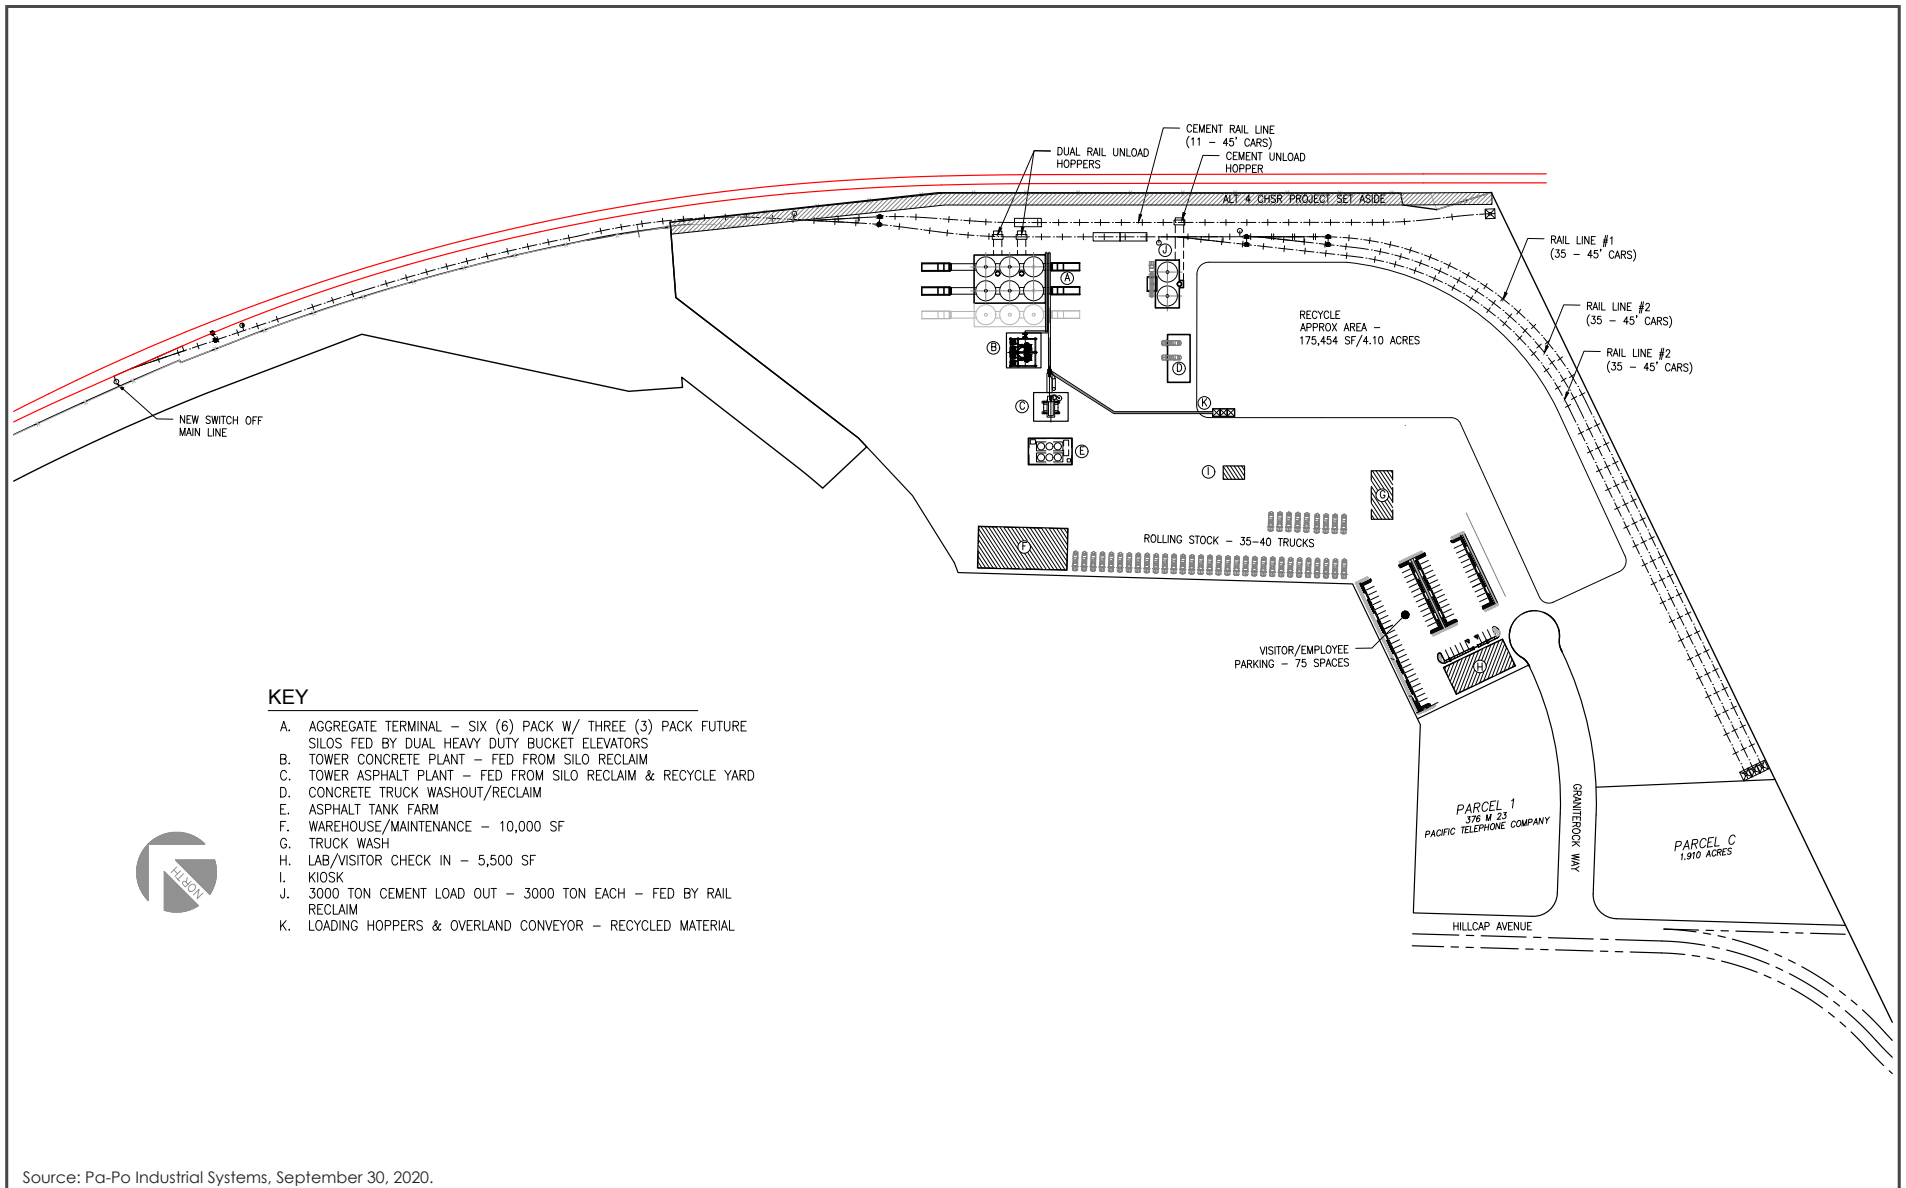 CEMENT RAIL LINE
(11 - 45' CARS)
DUAL RAIL UNLOAD
HOPPERS
CEMENT UNLOAD
HOPPER
ALT 4 CHSR PROJECT SET ASIDE
RAIL LINE #1
(35 - 45' CARS)
RAIL LINE #2
(35 - 45' CARS)
RAIL LINE #2
(35 - 45' CARS)
J
A
RECYCLE
APPROX AREA -
175,454 SF/4.10 ACRES
B
D
C
K
NEW SWITCH OFF
MAIN LINE
E
I
G
ROLLING STOCK - 35-40 TRUCKS
F
VISITOR/EMPLOYEE
PARKING - 75 SPACES
H
KEY
A. AGGREGATE TERMINAL - SIX (6) PACK W/ THREE (3) PACK FUTURE
SILOS FED BY DUAL HEAVY DUTY BUCKET ELEVATORS
B. TOWER CONCRETE PLANT - FED FROM SILO RECLAIM
C. TOWER ASPHALT PLANT - FED FROM SILO RECLAIM & RECYCLE YARD
D. CONCRETE TRUCK WASHOUT/RECLAIM
E. ASPHALT TANK FARM
F. WAREHOUSE/MAINTENANCE - 10,000 SF
G. TRUCK WASH
H. LAB/VISITOR CHECK IN - 5,500 SF
I. KIOSK
J. 3000 TON CEMENT LOAD OUT - 3000 TON EACH - FED BY RAIL
RECLAIM
K. LOADING HOPPERS & OVERLAND CONVEYOR - RECYCLED MATERIAL
NORTH
PARCEL 1
376 M 23
PACIFIC TELEPHONE COMPANY
GRANITEROCK WAY
PARCEL C
1.910 ACRES
HILLCAP AVENUE
Source: Pa-Po Industrial Systems, September 30, 2020.